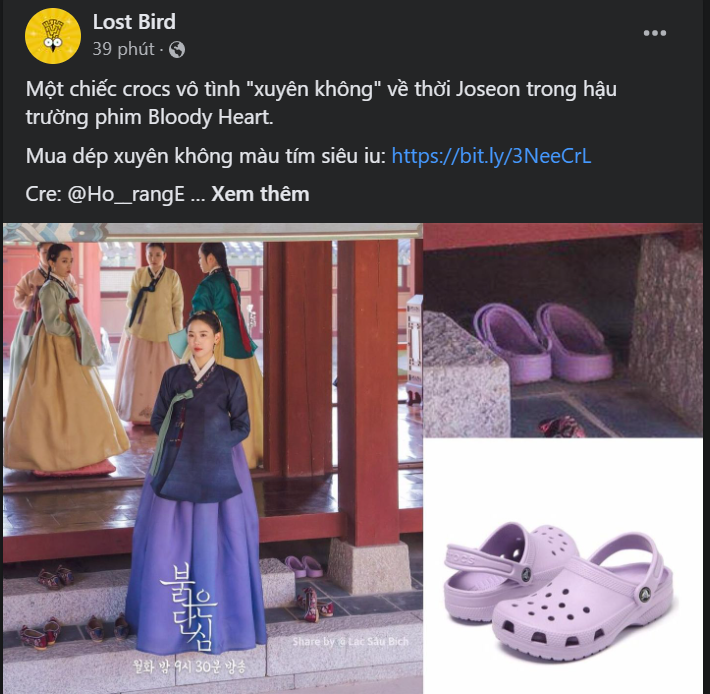 Lost Bird
39 phút ·
Một chiếc crocs vô tình "xuyên không" về thời Joseon trong hậu
trường phim Bloody Heart.
Mua dép xuyên không màu tím siêu iu: https://bit.ly/3NeeCrL
Cre: @Ho__rangE ... Xem thêm
붉은
단심
월화 밤 9시 30분 방송
Share by © Lạc Sâu Bích